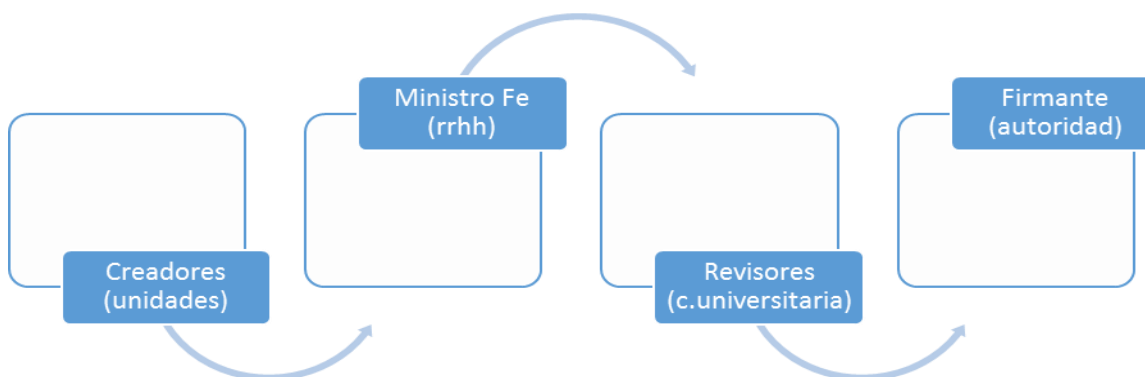 Creadores
(unidades)
Ministro Fe
(rrhh)
Revisores
(c.universitaria)
Firmante
(autoridad)